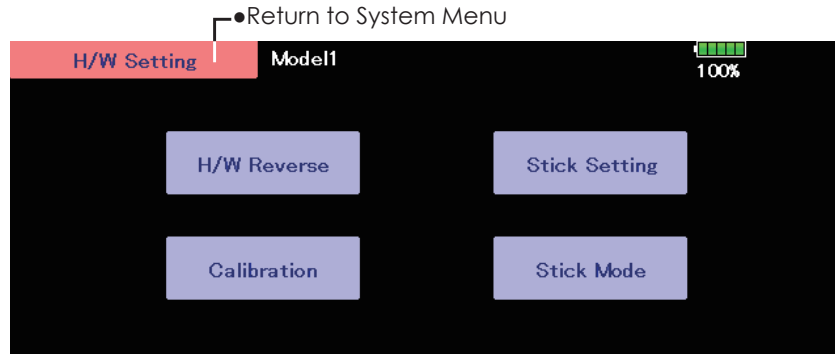 ●Return to System Menu
H/W Setting Model1
100%
H/W Reverse Stick Setting
Calibration Stick Mode